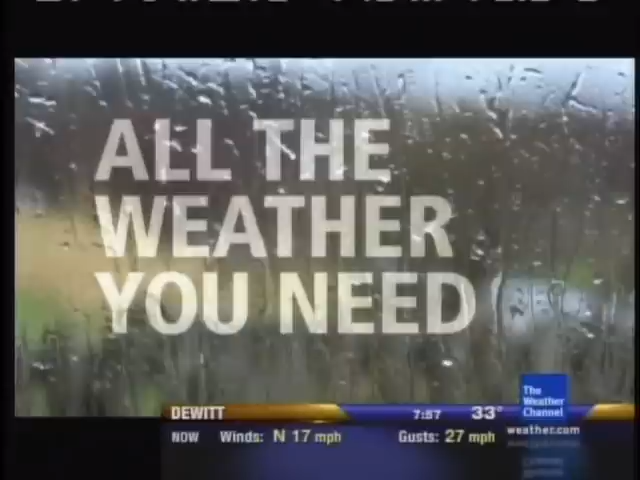 ALL THE
WEATHER
YOU NEED
DEWITT 7:57 33°
The
Weather
Channel
NOW Winds: N 17 mph Gusts: 27 mph
weather.com